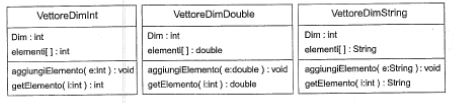 VettoreDimInt
Dim : int
elementi[ ] : int
aggiungiElemento( e:int ) : void
getElemento( i:int ) : int
VettoreDimDouble
Dim : int
elementi[ ] : double
aggiungiElemento( e:double ) : void
getElemento( i:int ) : double
VettoreDimString
Dim : int
elementi[ ] : String
aggiungiElemento( e:String ) : void
getElemento( i:int ) : String